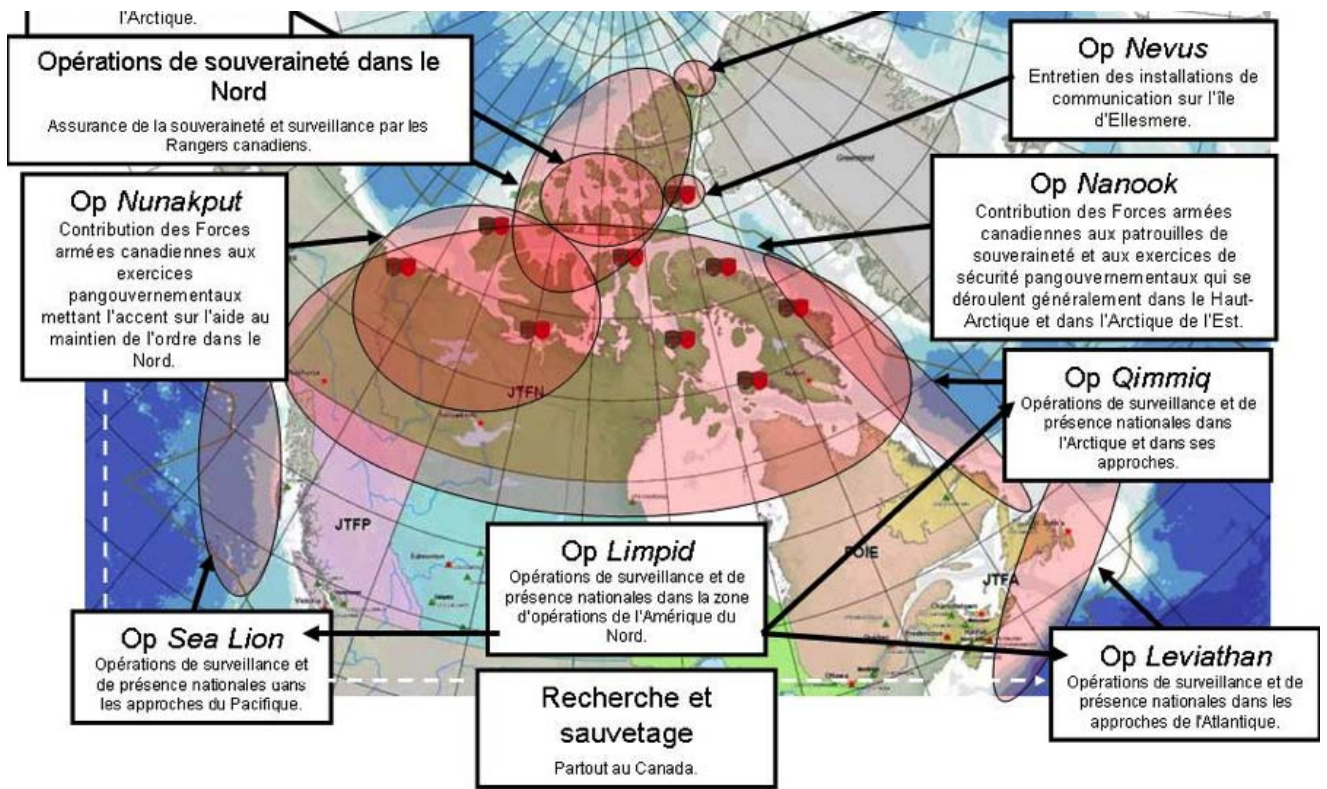 l'Arctique.
Opérations de souveraineté dans le
Nord
Assurance de la souveraineté et surveillance par les
Rangers canadiens.
Op Nevus
Entretien des installations de
communication sur l'île
d'Ellesmere.
Op Nunakput
Contribution des Forces
armées canadiennes aux
exercices
pangouvernementaux
mettant l'accent sur l'aide au
maintien de l'ordre dans le
Nord.
Greenland
Op Nanook
Contribution des Forces armées
canadiennes aux patrouilles de
souveraineté et aux exercices de
sécurité pangouvernementaux qui se
déroulent généralement dans le Haut-
Arctique et dans l'Arctique de l'Est.
JTFN
Op Qimmiq
Opérations de surveillance et de
présence nationales dans
l'Arctique et dans ses
approches.
JTFP
Edmonton
Op Limpid
Opérations de surveillance et de
présence nationales dans la zone
d'opérations de l'Amérique du
Nord.
FOIE
JTFA
Op Sea Lion
Opérations de surveillance et
de présence nationales uans
les approches du Pacifique.
Op Leviathan
Opérations de surveillance et de
présence nationales dans les
approches de l'Atlantique.
Recherche et
sauvetage
Partout au Canada.